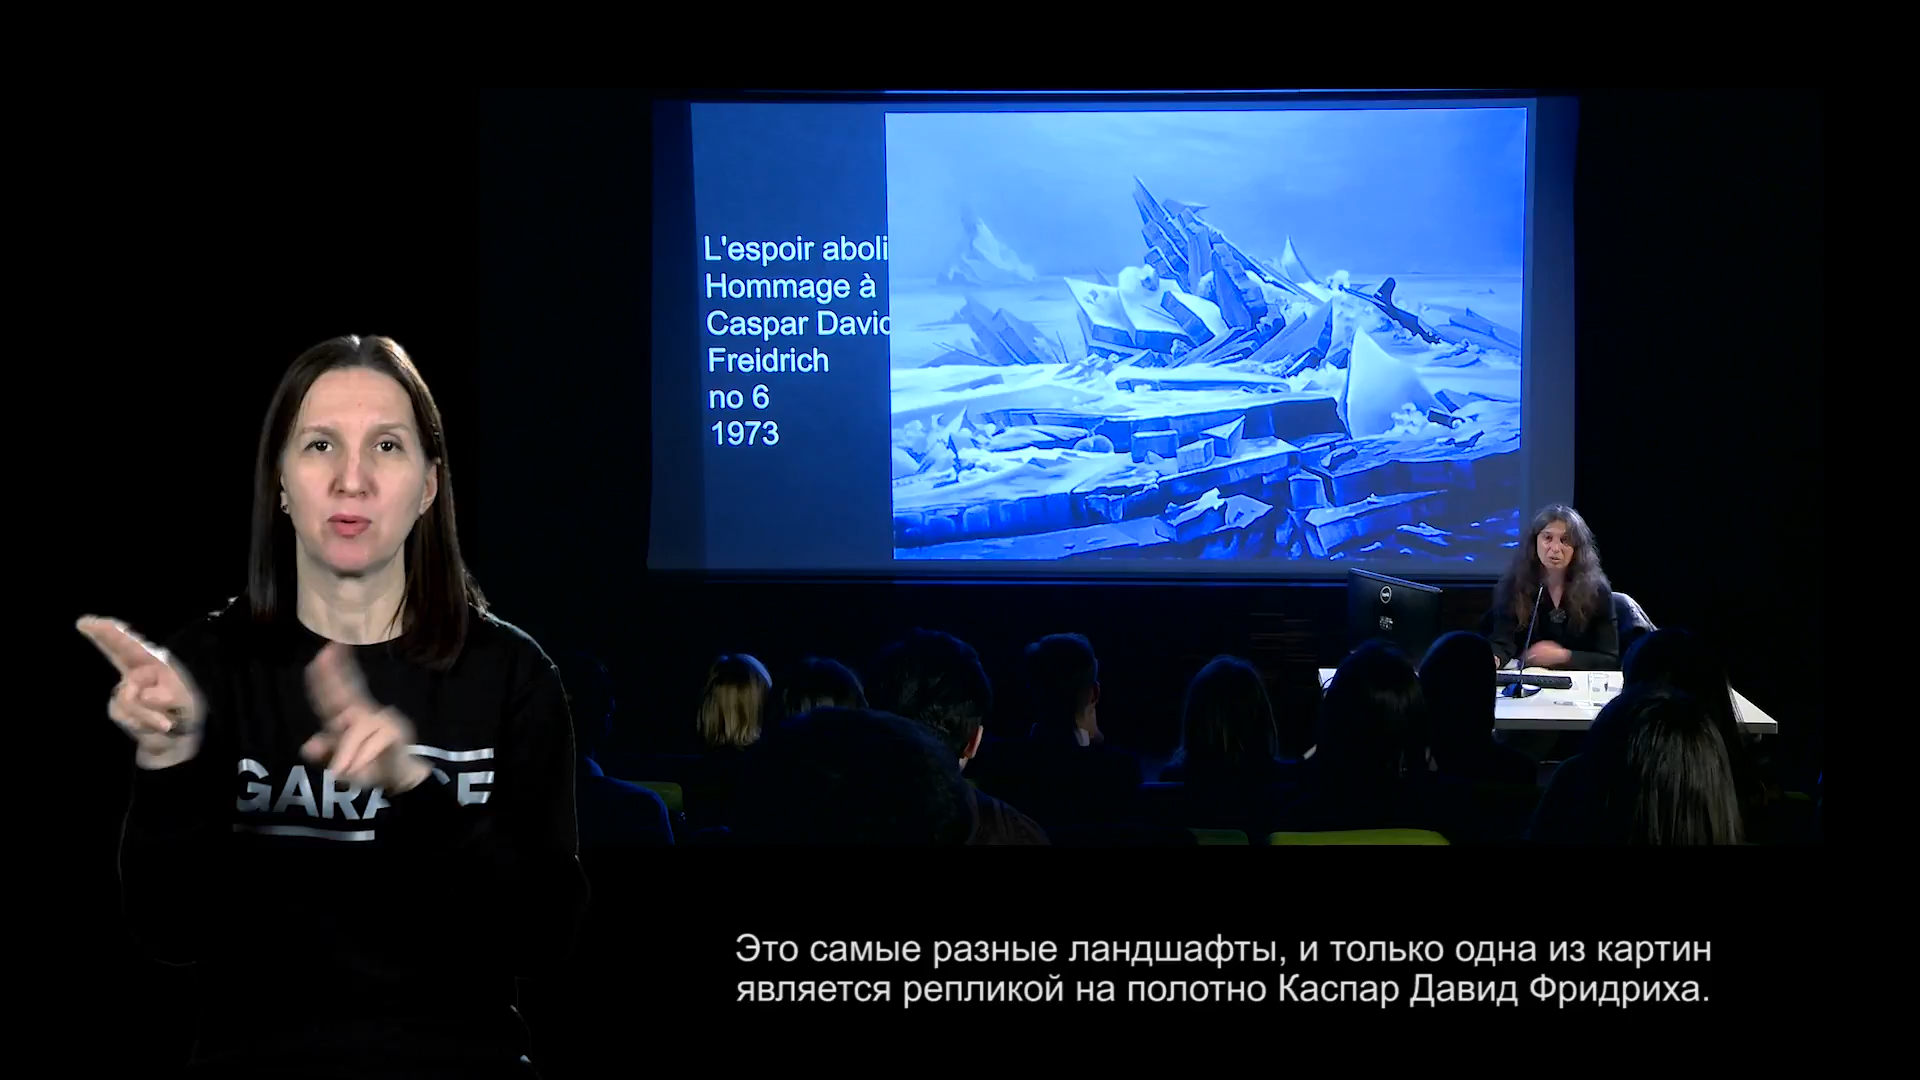 L'espoir aboli
Hommage à
Caspar David
Freidrich
no 6
1973
GARAGE
Это самые разные ландшафты, и только одна из картин
является репликой на полотно Каспар Давид Фридриха.